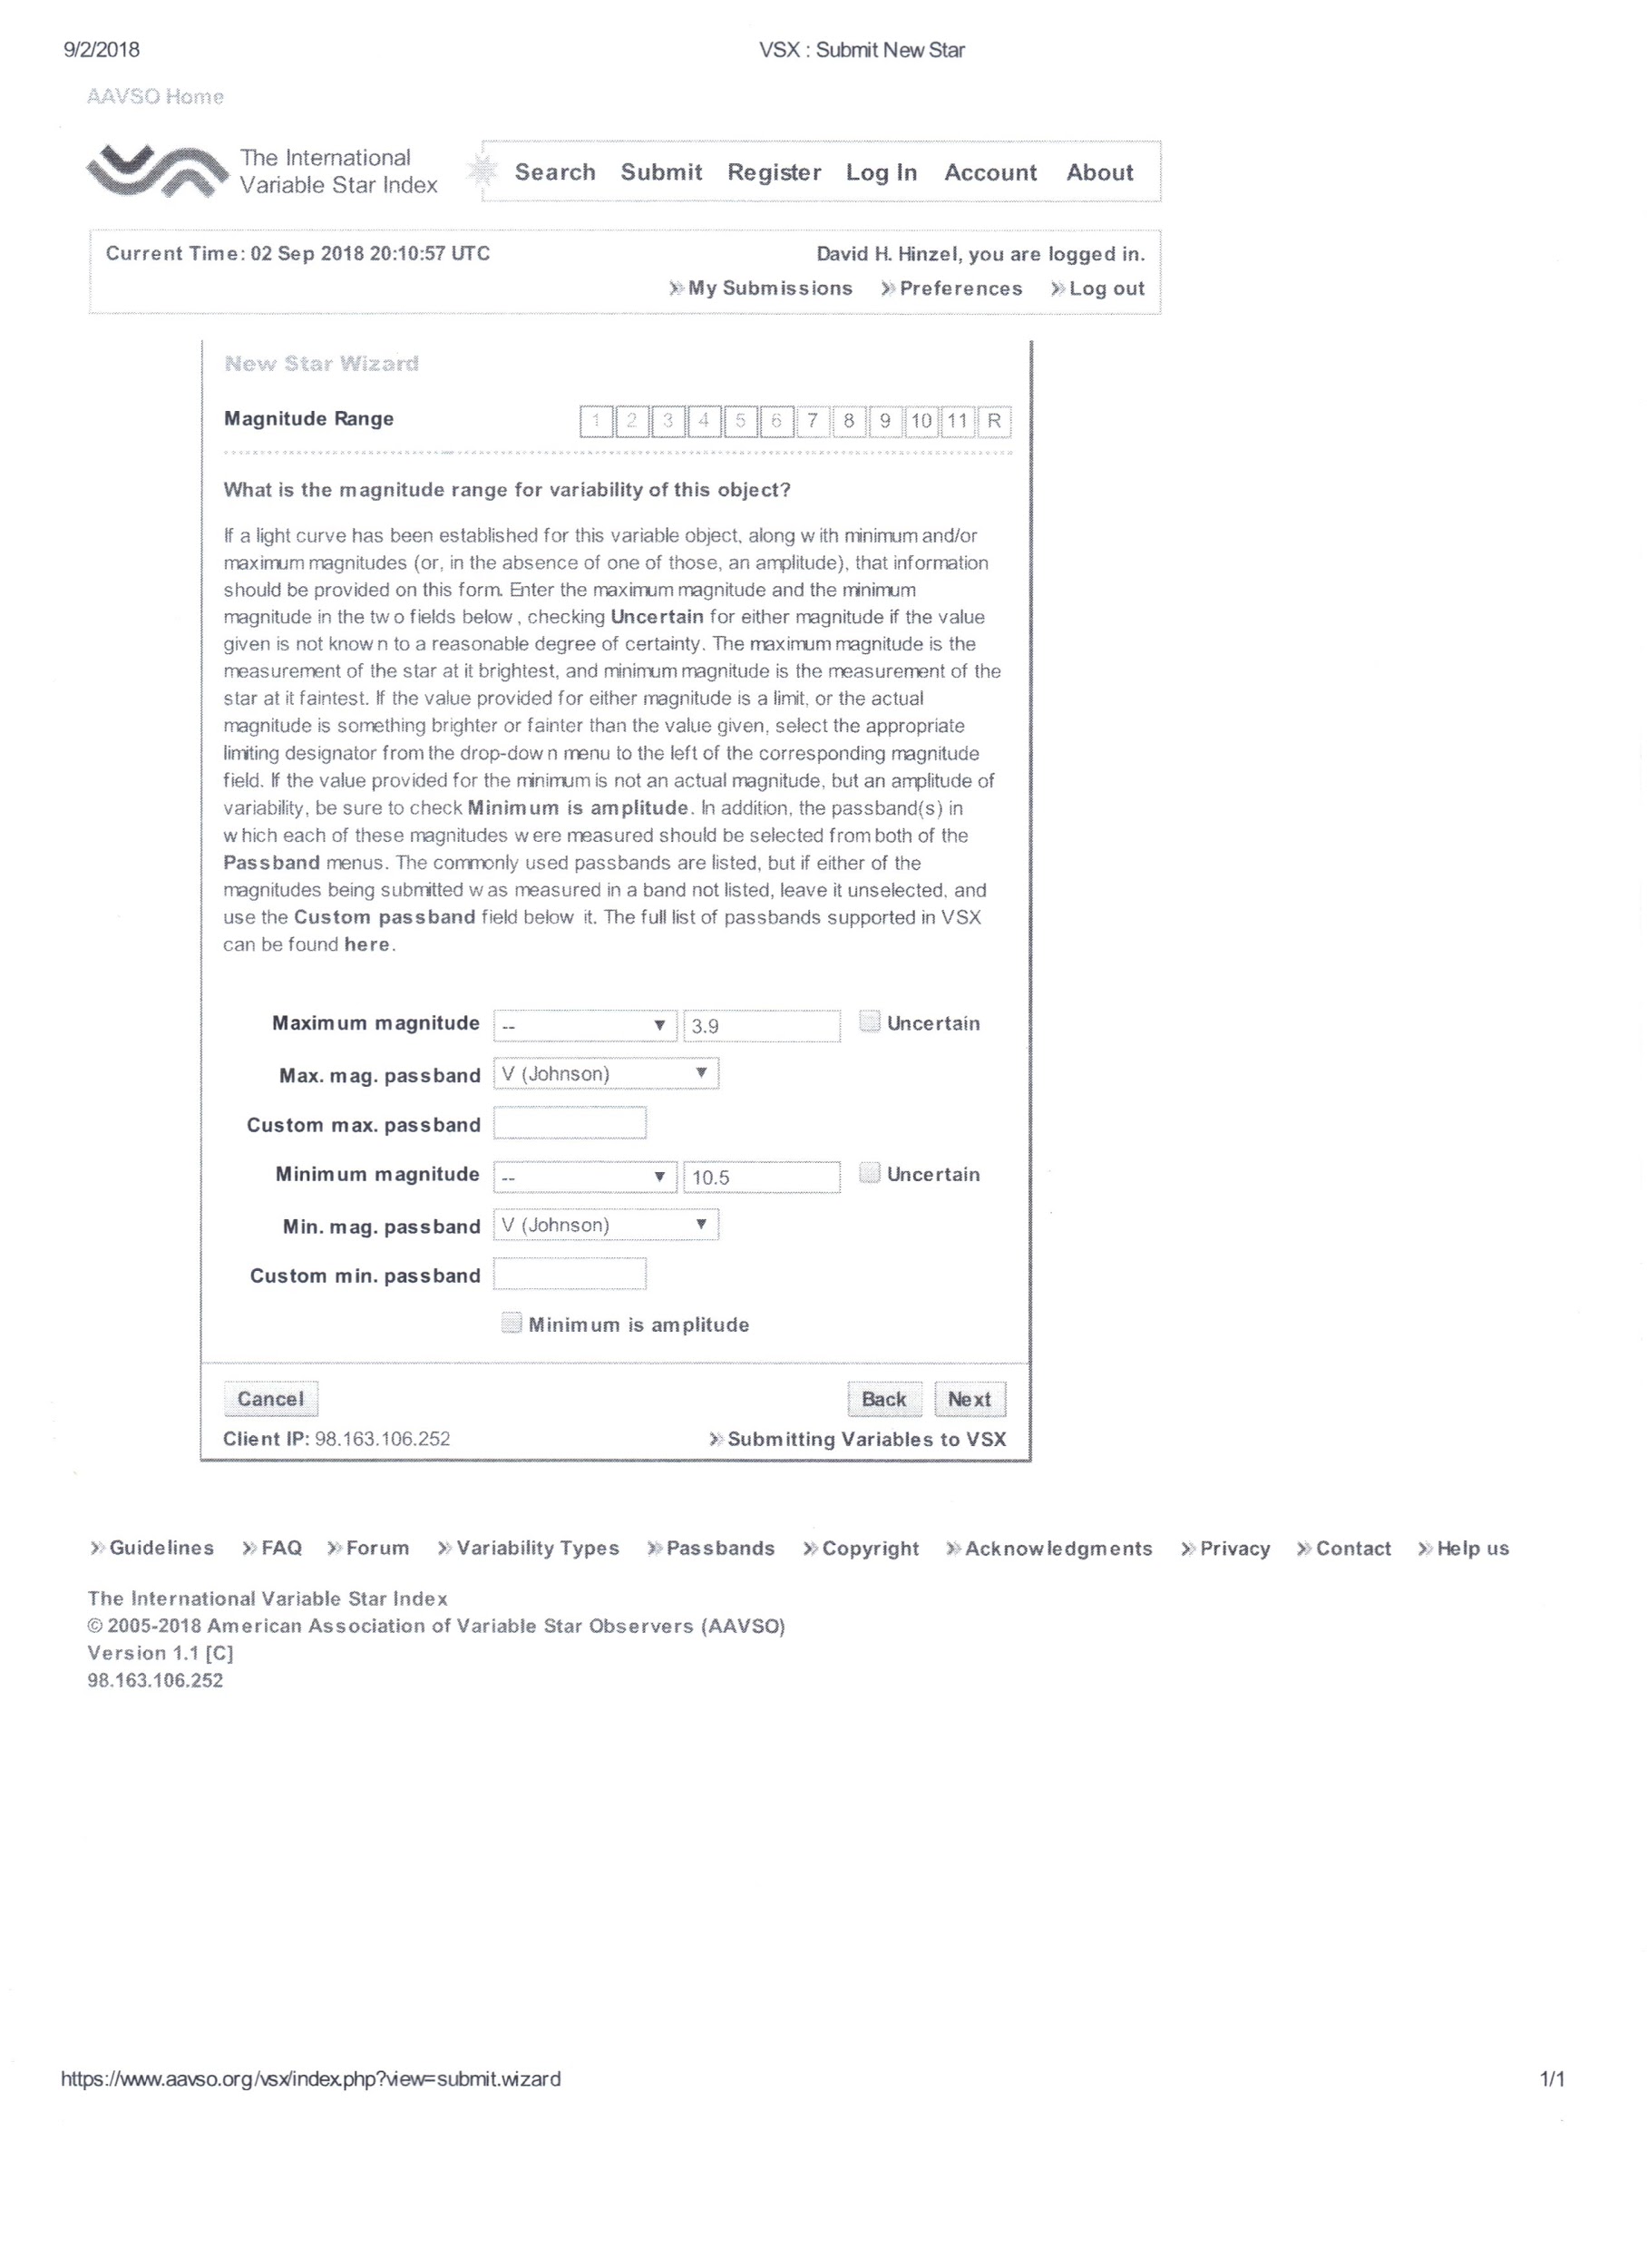 9/2/2018 VSX : Submit New Star
AAVSO Home
The International
Variable Star Index
Search Submit Register Log In Account About
Current Time: 02 Sep 2018 20:10:57 UTC David H. Hinzel, you are logged in.
» My Submissions » Preferences » Log out
New Star Wizard
Magnitude Range 1 2 3 4 5 6 7 8 9 10 11 R
What is the magnitude range for variability of this object?
If a light curve has been established for this variable object, along with minimum and/or
maximum magnitudes (or, in the absence of one of those, an amplitude), that information
should be provided on this form. Enter the maximum magnitude and the minimum
magnitude in the two fields below, checking Uncertain for either magnitude if the value
given is not known to a reasonable degree of certainty. The maximum magnitude is the
measurement of the star at it brightest, and minimum magnitude is the measurement of the
star at it faintest. If the value provided for either magnitude is a limit, or the actual
magnitude is something brighter or fainter than the value given, select the appropriate
limiting designator from the drop-down menu to the left of the corresponding magnitude
field. If the value provided for the minimum is not an actual magnitude, but an amplitude of
variability, be sure to check Minimum is amplitude. In addition, the passband(s) in
which each of these magnitudes were measured should be selected from both of the
Passband menus. The commonly used passbands are listed, but if either of the
magnitudes being submitted was measured in a band not listed, leave it unselected, and
use the Custom passband field below it. The full list of passbands supported in VSX
can be found here.
Maximum magnitude -- 3.9 Uncertain
Max. mag. passband V (Johnson)
Custom max. passband
Minimum magnitude -- 10.5 Uncertain
Min. mag. passband V (Johnson)
Custom min. passband
Minimum is amplitude
Cancel Back Next
Client IP: 98.163.106.252 » Submitting Variables to VSX
» Guidelines » FAQ » Forum » Variability Types » Passbands » Copyright » Acknowledgments » Privacy » Contact » Help us
The International Variable Star Index
© 2005-2018 American Association of Variable Star Observers (AAVSO)
Version 1.1 [C]
98.163.106.252
https://www.aavso.org/vsx/index.php?view=submit.wizard 1/1